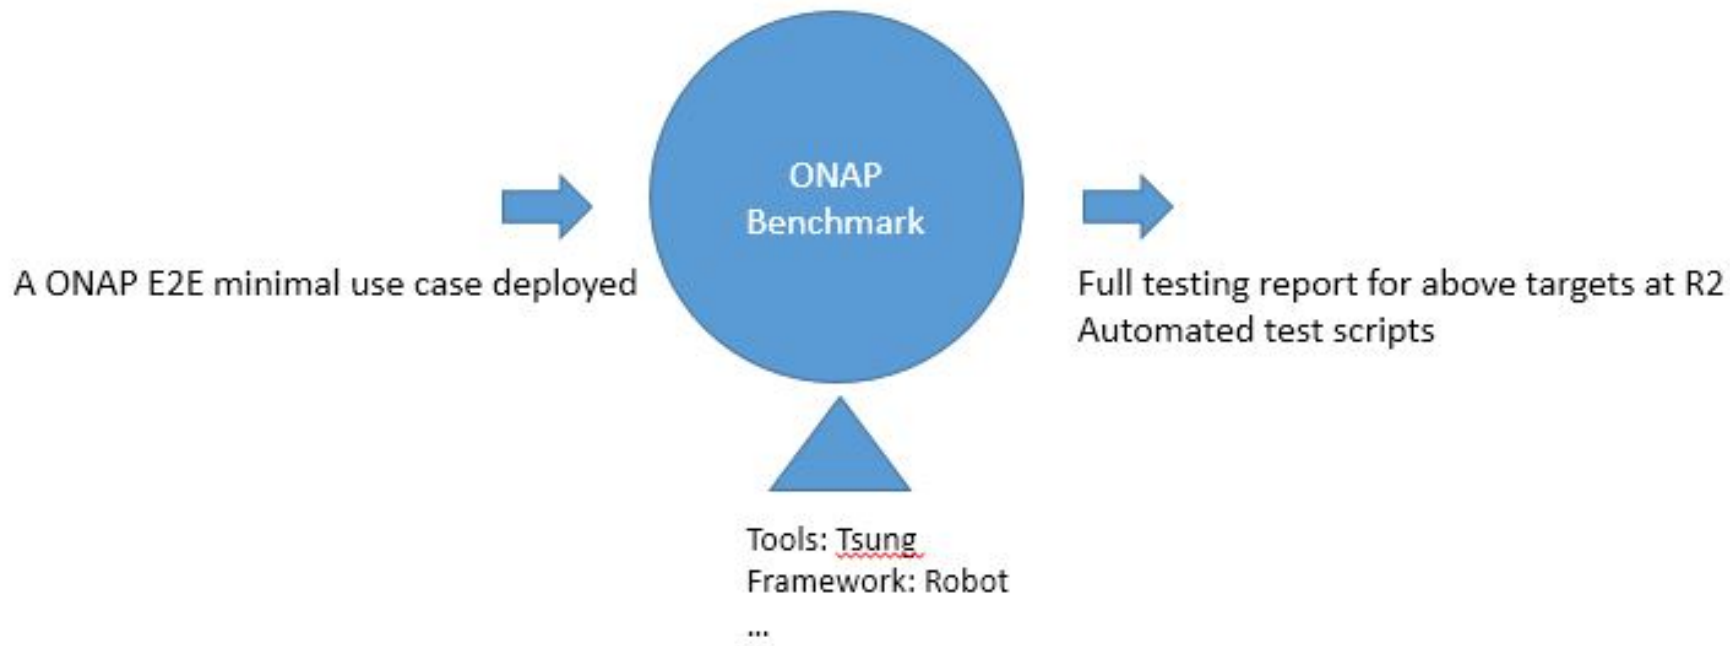 ONAP
Benchmark
A ONAP E2E minimal use case deployed
Full testing report for above targets at R2
Automated test scripts
Tools: Tsung
Framework: Robot
...